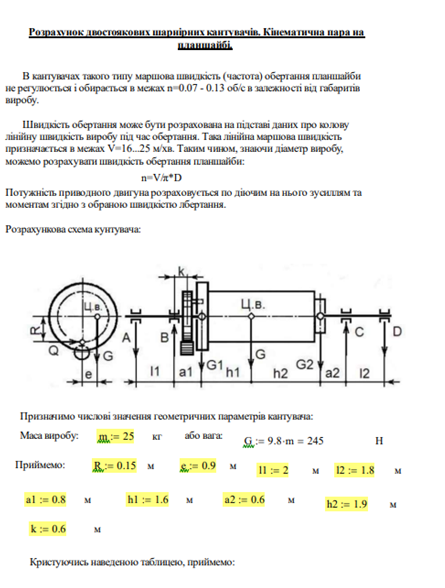 Розрахунок двостоякових шарнірних кантувачів. Кінематична пара на
планшайбі.
В кантувачах такого типу маршова швидкість (частота) обертання планшайби
не регулюється і обирається в межах n=0.07 - 0.13 об/с в залежності від габаритів
виробу.
Швидкість обертання може бути розрахована на підставі даних про колову
лінійну швидкість виробу під час обертання. Така лінійна маршова швидкість
призначається в межах V=16...25 м/хв. Таким чином, знаючи діаметр виробу,
можемо розрахувати швидкість обертання планшайби:
n=V/π*D
Потужність приводного двигуна розраховується по діючим на нього зусиллям та
моментам згідно з обраною швидкістю лбертання.
Розрахункова схема кунтувача:
k
Ц.в. Ц.в.
R A B C D
Q G G1 G G2
e l1 a1 h1 h2 a2 l2
Призначимо числові значення геометричних параметрів кантувача:
Маса виробу: m := 25 кг або вага: G := 9.8·m = 245 Н
Приймемо: R := 0.15 м e := 0.9 м l1 := 2 м l2 := 1.8 м
a1 := 0.8 м h1 := 1.6 м a2 := 0.6 м h2 := 1.9 м
k := 0.6 м
Кристуючись наведеною таблицею, приймемо: